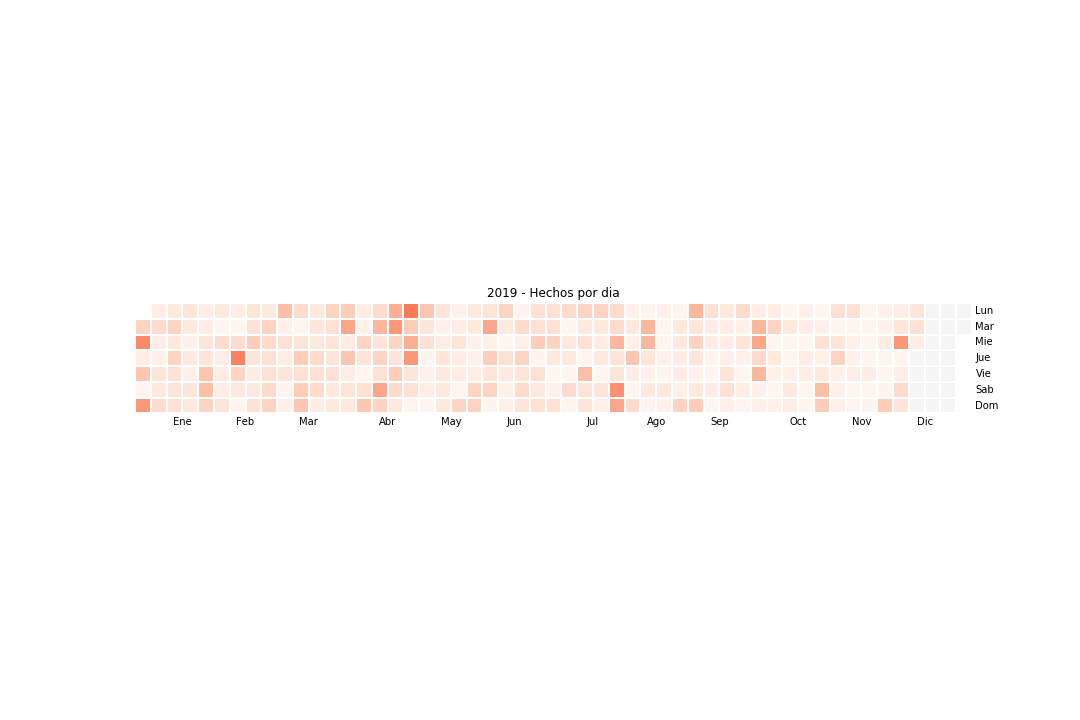 2019 - Hechos por dia
Lun
Mar
Mie
Jue
Vie
Sab
Dom
Ene Feb Mar Abr May Jun Jul Ago Sep Oct Nov Dic